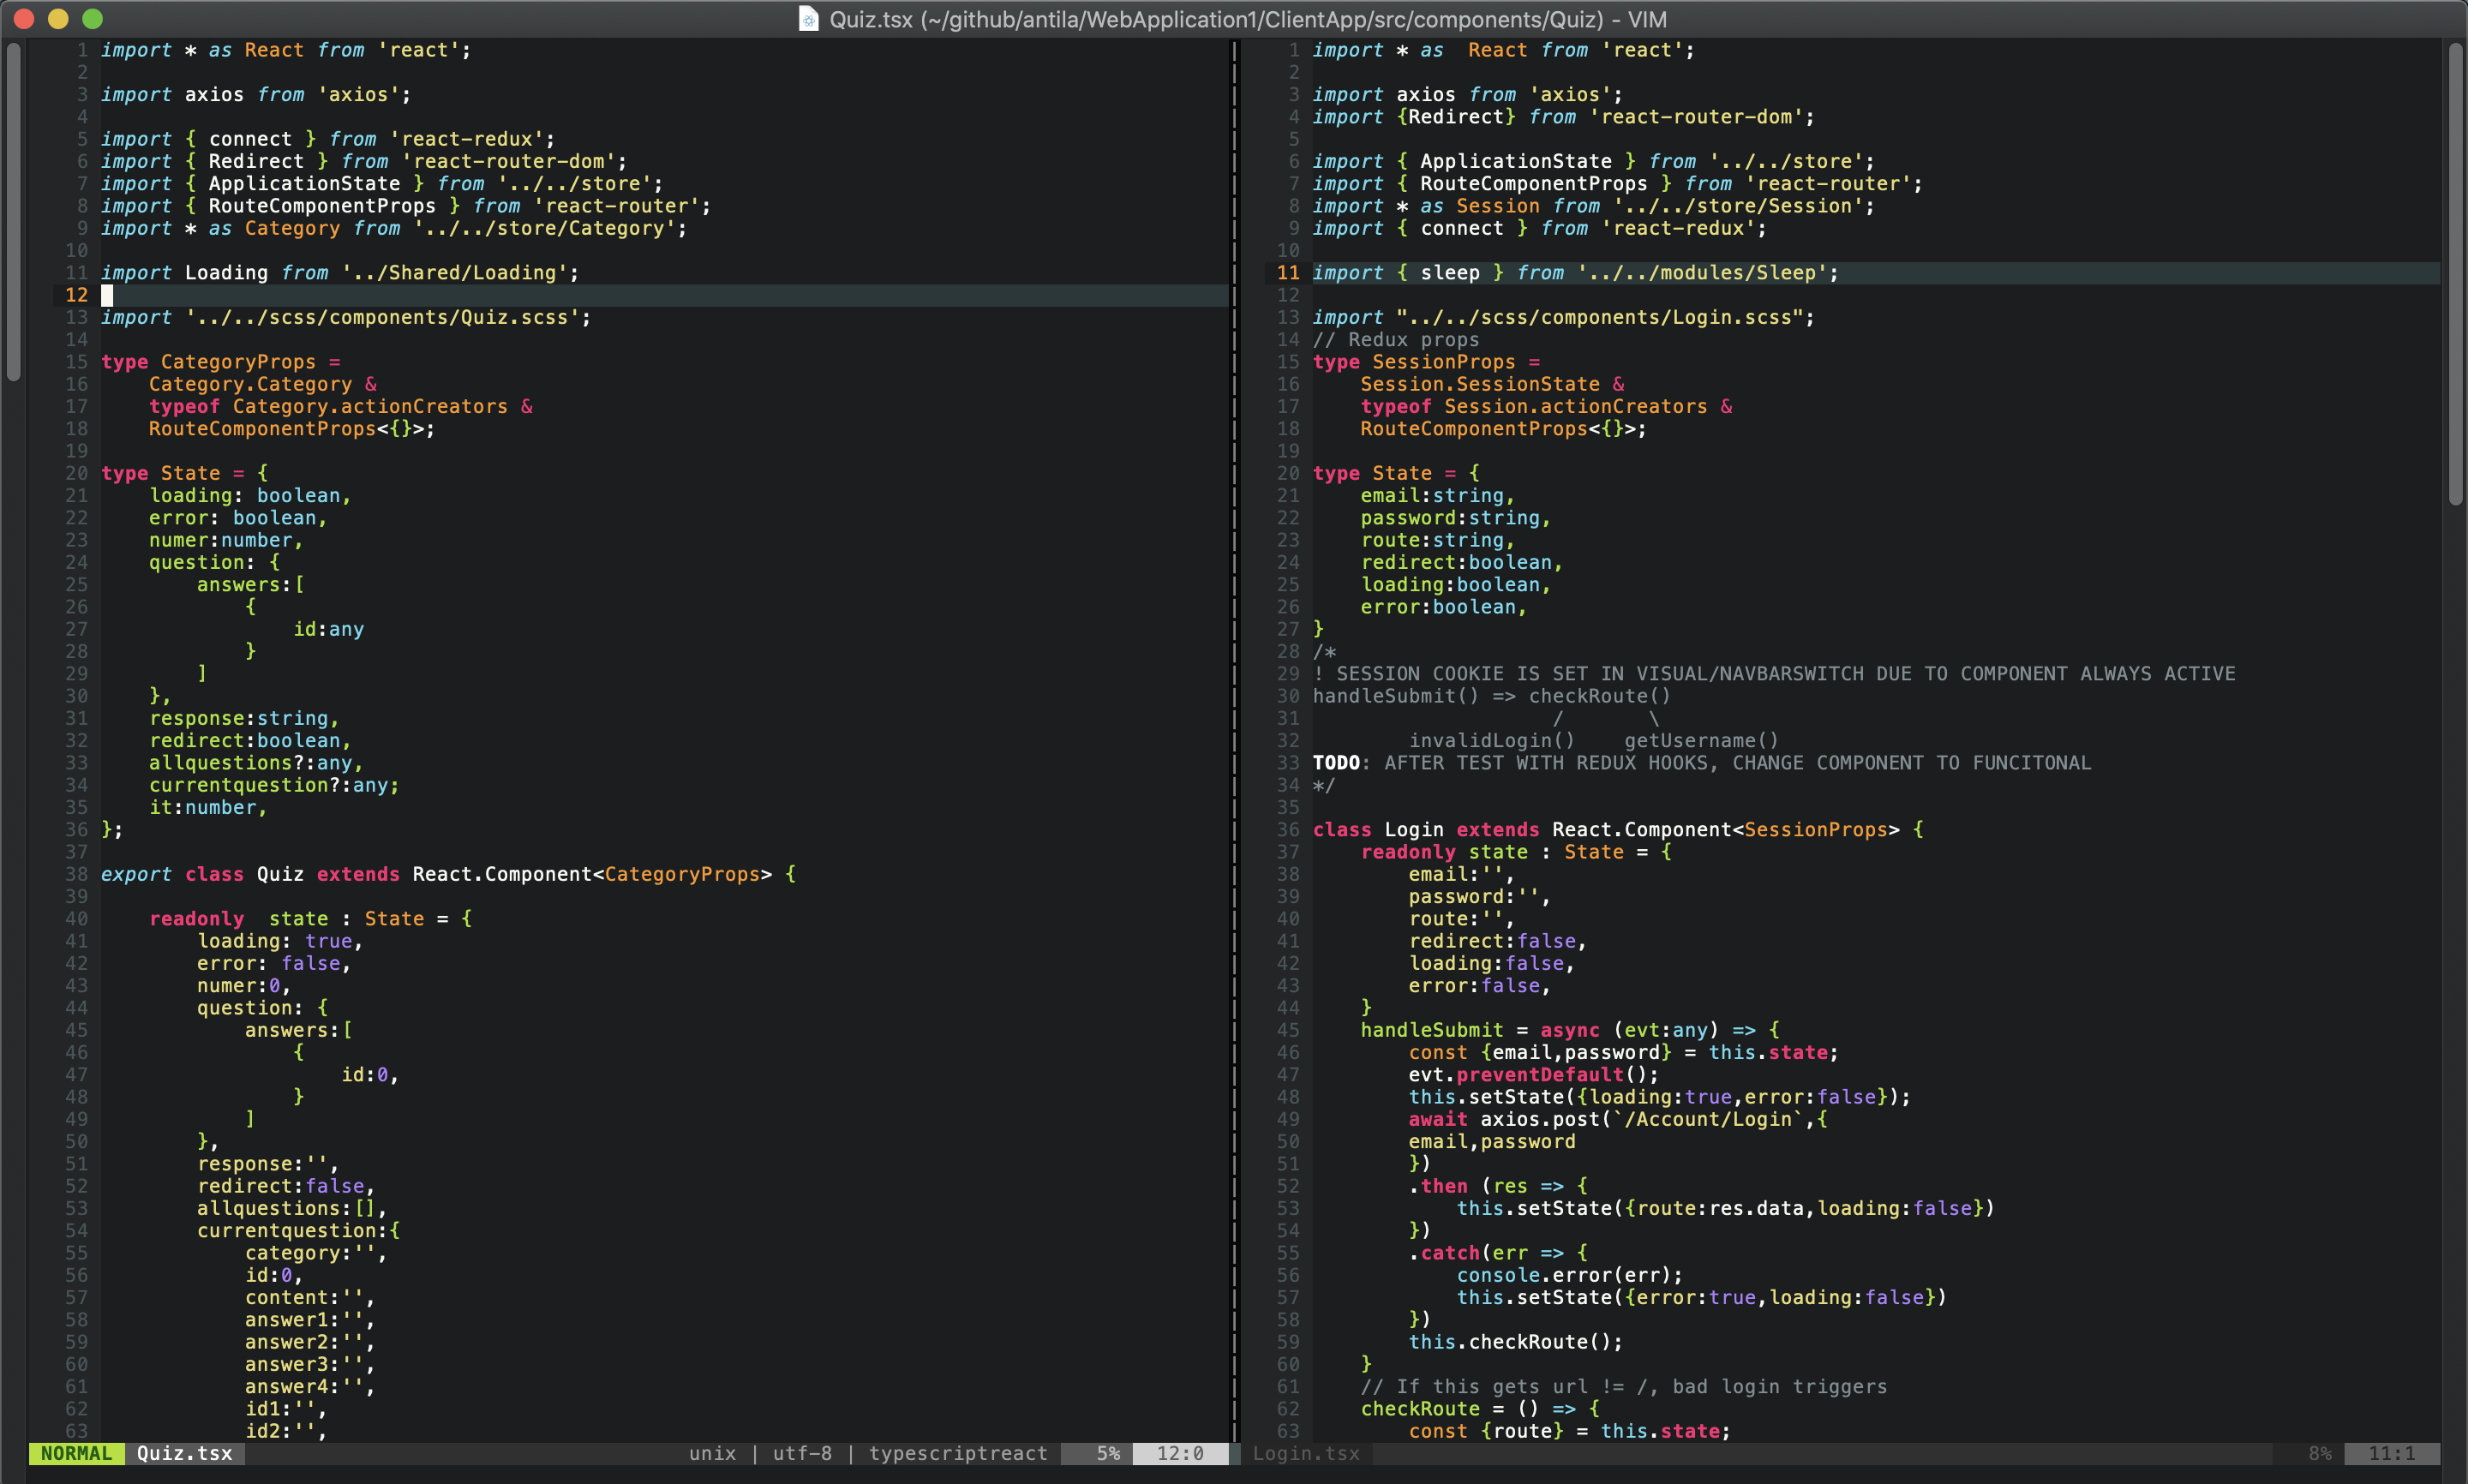 Quiz.tsx (~/github/antila/WebApplication1/ClientApp/src/components/Quiz) - VIM
1 import * as React from 'react';
2
3 import axios from 'axios';
4
5 import { connect } from 'react-redux';
6 import { Redirect } from 'react-router-dom';
7 import { ApplicationState } from '../../store';
8 import { RouteComponentProps } from 'react-router';
9 import * as Category from '../../store/Category';
10
11 import Loading from '../Shared/Loading';
12
13 import '../../scss/components/Quiz.scss';
14
15 type CategoryProps =
16     Category.Category &
17     typeof Category.actionCreators &
18     RouteComponentProps<{}>;
19
20 type State = {
21     loading: boolean,
22     error: boolean,
23     numer:number,
24     question: {
25         answers:[
26             {
27                 id:any
28             }
29         ]
30     },
31     response:string,
32     redirect:boolean,
33     allquestions?:any,
34     currentquestion?:any;
35     it:number,
36 };
37
38 export class Quiz extends React.Component<CategoryProps> {
39
40     readonly  state : State = {
41         loading: true,
42         error: false,
43         numer:0,
44         question: {
45             answers:[
46                 {
47                     id:0,
48                 }
49             ]
50         },
51         response:'',
52         redirect:false,
53         allquestions:[],
54         currentquestion:{
55             category:'',
56             id:0,
57             content:'',
58             answer1:'',
59             answer2:'',
60             answer3:'',
61             answer4:'',
62             id1:'',
63             id2:'',
NORMAL Quiz.tsx unix | utf-8 | typescriptreact 5% 12:0
1 import * as  React from 'react';
2
3 import axios from 'axios';
4 import {Redirect} from 'react-router-dom';
5
6 import { ApplicationState } from '../../store';
7 import { RouteComponentProps } from 'react-router';
8 import * as Session from '../../store/Session';
9 import { connect } from 'react-redux';
10
11 import { sleep } from '../../modules/Sleep';
12
13 import "../../scss/components/Login.scss";
14 // Redux props
15 type SessionProps =
16     Session.SessionState &
17     typeof Session.actionCreators &
18     RouteComponentProps<{}>;
19
20 type State = {
21     email:string,
22     password:string,
23     route:string,
24     redirect:boolean,
25     loading:boolean,
26     error:boolean,
27 }
28 /*
29 ! SESSION COOKIE IS SET IN VISUAL/NAVBARSWITCH DUE TO COMPONENT ALWAYS ACTIVE
30 handleSubmit() => checkRoute()
31                     /       \
32         invalidLogin()    getUsername()
33 TODO: AFTER TEST WITH REDUX HOOKS, CHANGE COMPONENT TO FUNCITONAL
34 */
35
36 class Login extends React.Component<SessionProps> {
37     readonly state : State = {
38         email:'',
39         password:'',
40         route:'',
41         redirect:false,
42         loading:false,
43         error:false,
44     }
45     handleSubmit = async (evt:any) => {
46         const {email,password} = this.state;
47         evt.preventDefault();
48         this.setState({loading:true,error:false});
49         await axios.post(`/Account/Login`,{
50         email,password
51         })
52         .then (res => {
53             this.setState({route:res.data,loading:false})
54         })
55         .catch(err => {
56             console.error(err);
57             this.setState({error:true,loading:false})
58         })
59         this.checkRoute();
60     }
61     // If this gets url != /, bad login triggers
62     checkRoute = () => {
63         const {route} = this.state;
Login.tsx 8% 11:1